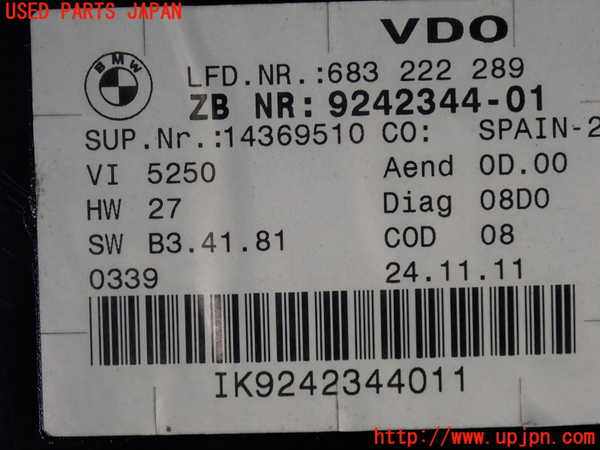 USED PARTS JAPAN
VDO
BMW
LFD.NR.:683 222 289
ZB NR: 9242344-01
SUP.Nr.:14369510 CO: SPAIN-2
VI 5250 Aend 0D.00
HW 27 Diag 08D0
SW B3.41.81 COD 08
0339 24.11.11
IK9242344011
http://www.upjpn.com